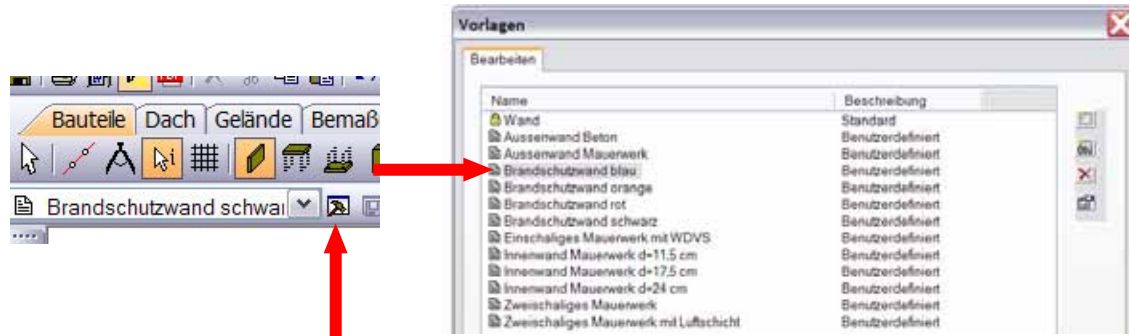 Vorlagen
Bearbeiten
Name Beschreibung
Wand Standard
Aussenwand Beton Benutzerdefiniert
Aussenwand Mauerwerk Benutzerdefiniert
Brandschutzwand blau Benutzerdefiniert
Brandschutzwand orange Benutzerdefiniert
Brandschutzwand rot Benutzerdefiniert
Brandschutzwand schwarz Benutzerdefiniert
Einschaliges Mauerwerk mit WDVS Benutzerdefiniert
Innenwand Mauerwerk d=11,5 cm Benutzerdefiniert
Innenwand Mauerwerk d=17,5 cm Benutzerdefiniert
Innenwand Mauerwerk d=24 cm Benutzerdefiniert
Zweischaliges Mauerwerk Benutzerdefiniert
Zweischaliges Mauerwerk mit Luftschicht Benutzerdefiniert
Bauteile Dach Gelände Bemaß
Brandschutzwand schwar